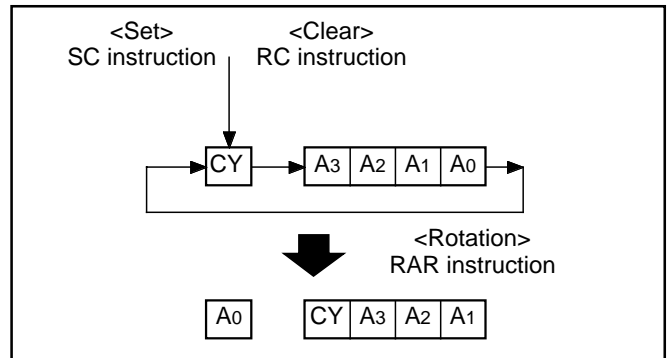 <Set> <Clear>
SC instruction RC instruction
CY A3 A2 A1 A0
<Rotation>
RAR instruction
A0 CY A3 A2 A1